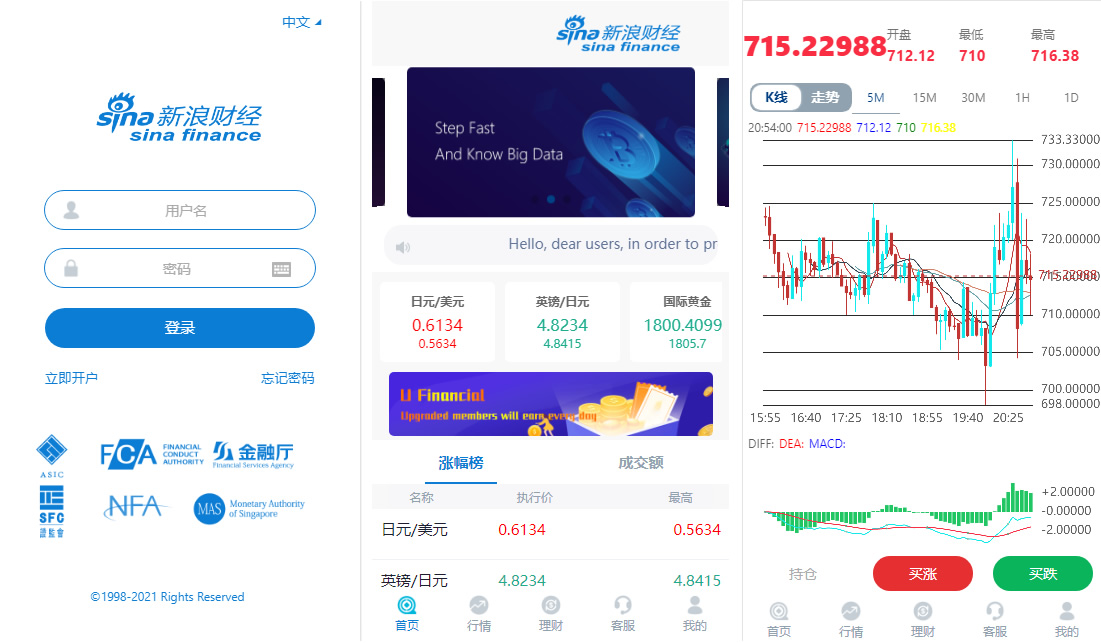 中文
sina新浪财经
sina finance
用户名
密码
登录
立即开户
忘记密码
ASIC
FCA FINANCIAL CONDUCT AUTHORITY
金融厅
Financial Services Agency
SFC
證監會
NFA
MAS Monetary Authority of Singapore
©1998-2021 Rights Reserved
sina新浪财经
sina finance
Step Fast
And Know Big Data
Hello, dear users, in order to pr
日元/美元 英镑/日元 国际黄金
0.6134 4.8234 1800.4099
0.5634 4.8415 1805.7
U Financial
Upgraded members will earn every day
涨幅榜 成交额
名称 执行价 最高
日元/美元 0.6134 0.5634
英镑/日元 4.8234 4.8415
首页 行情 理财 客服 我的
715.22988
开盘 最低 最高
712.12 710 716.38
K线 走势 5M 15M 30M 1H 1D
20:54:00 715.22988 712.12 710 716.38
733.33000
730.00000
725.00000
720.00000
715.22988
715.00000
710.00000
705.00000
700.00000
698.00000
15:55 16:40 17:25 18:10 18:55 19:40 20:25
DIFF: DEA: MACD:
+2.00000
-0.00000
-2.00000
持仓 买涨 买跌
首页 行情 理财 客服 我的